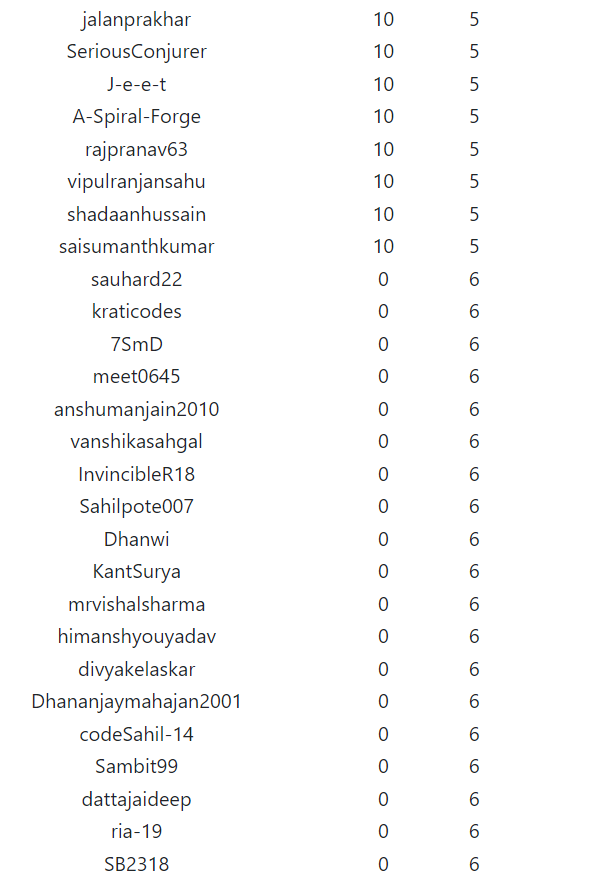 jalanprakhar 10 5
SeriousConjurer 10 5
J-e-e-t 10 5
A-Spiral-Forge 10 5
rajpranav63 10 5
vipulranjansahu 10 5
shadaanhussain 10 5
saisumanthkumar 10 5
sauhard22 0 6
kraticodes 0 6
7SmD 0 6
meet0645 0 6
anshumanjain2010 0 6
vanshikasahgal 0 6
InvincibleR18 0 6
Sahilpote007 0 6
Dhanwi 0 6
KantSurya 0 6
mrvishalsharma 0 6
himanshyouyadav 0 6
divyakelaskar 0 6
Dhananjaymahajan2001 0 6
codeSahil-14 0 6
Sambit99 0 6
dattajaideep 0 6
ria-19 0 6
SB2318 0 6